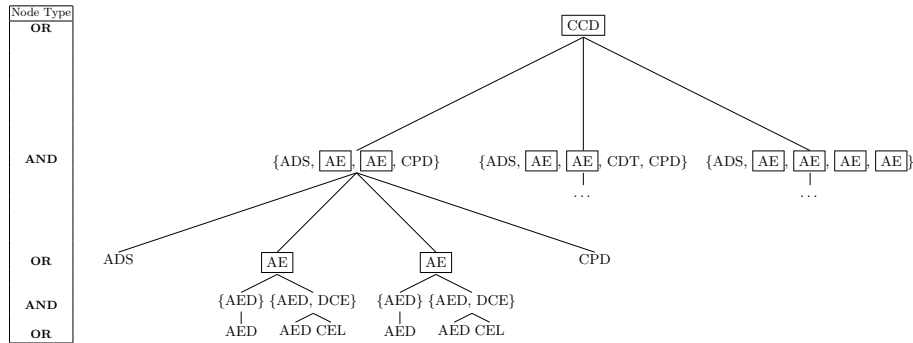 Node Type
OR
CCD
AND
{ADS, AE, AE, CPD}
{ADS, AE, AE, CDT, CPD}
{ADS, AE, AE, AE, AE}
...
...
OR
ADS
AE
AE
CPD
AND
{AED} {AED, DCE}
{AED} {AED, DCE}
OR
AED
AED CEL
AED
AED CEL